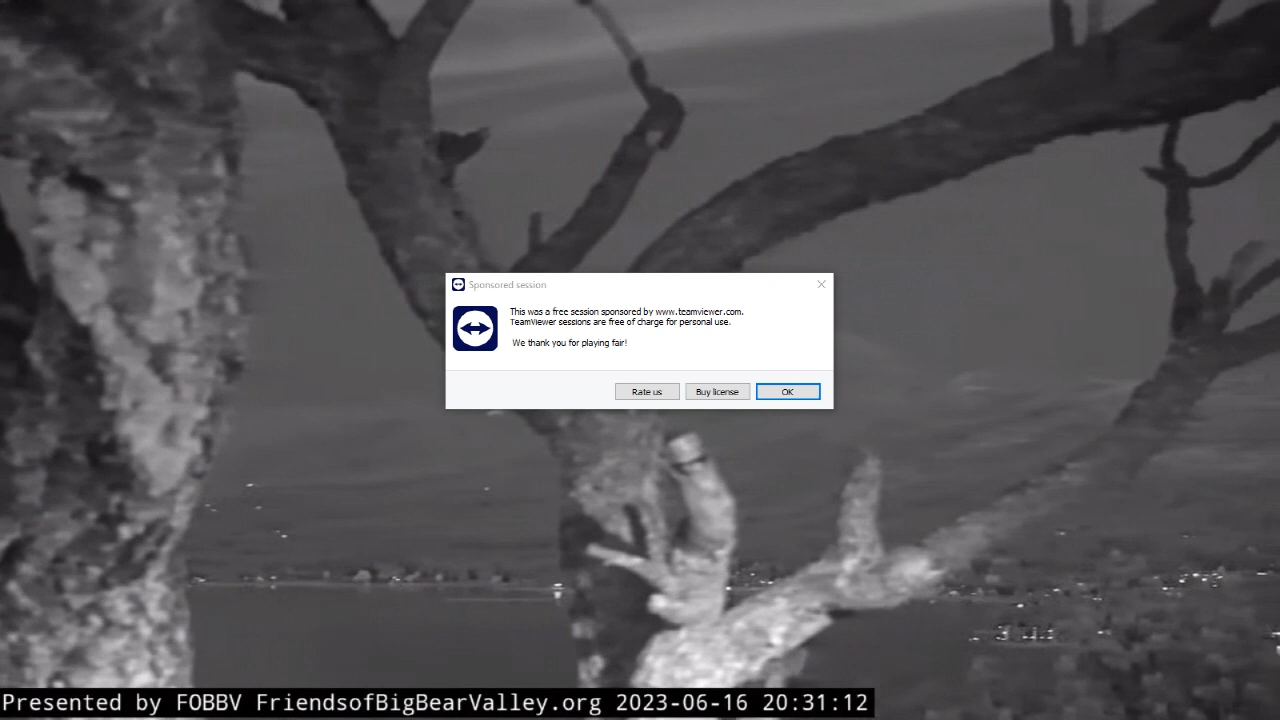 Sponsored session
This was a free session sponsored by www.teamviewer.com.
TeamViewer sessions are free of charge for personal use.
We thank you for playing fair!
Rate us
Buy license
OK
Presented by FOBBV FriendsofBigBearValley.org 2023-06-16 20:31:12